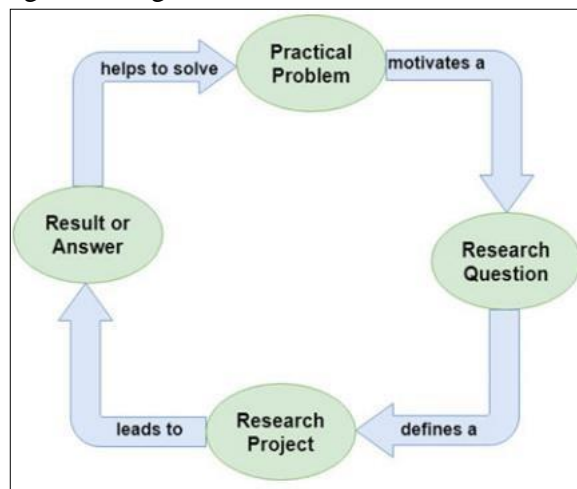 Practical
Problem
motivates a
Research
Question
defines a
Research
Project
leads to
Result or
Answer
helps to solve